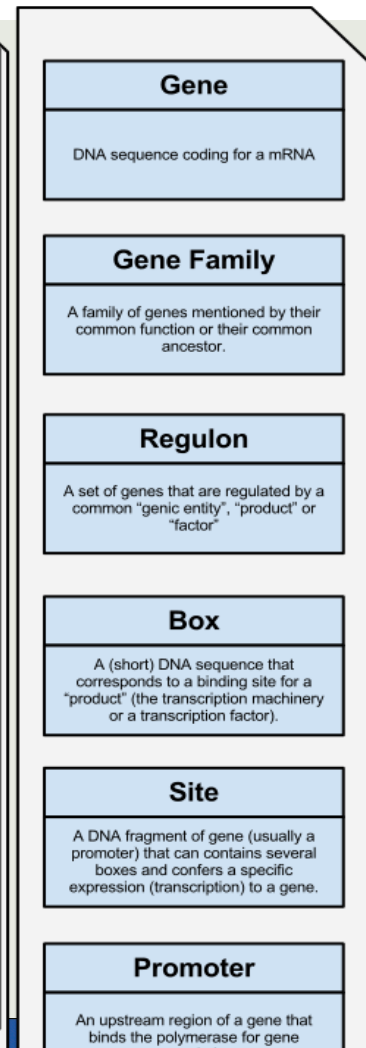 Gene
DNA sequence coding for a mRNA
Gene Family
A family of genes mentioned by their
common function or their common
ancestor.
Regulon
A set of genes that are regulated by a
common “genic entity”, “product” or
“factor”
Box
A (short) DNA sequence that
corresponds to a binding site for a
“product” (the transcription machinery
or a transcription factor).
Site
A DNA fragment of gene (usually a
promoter) that can contains several
boxes and confers a specific
expression (transcription) to a gene.
Promoter
An upstream region of a gene that
binds the polymerase for gene